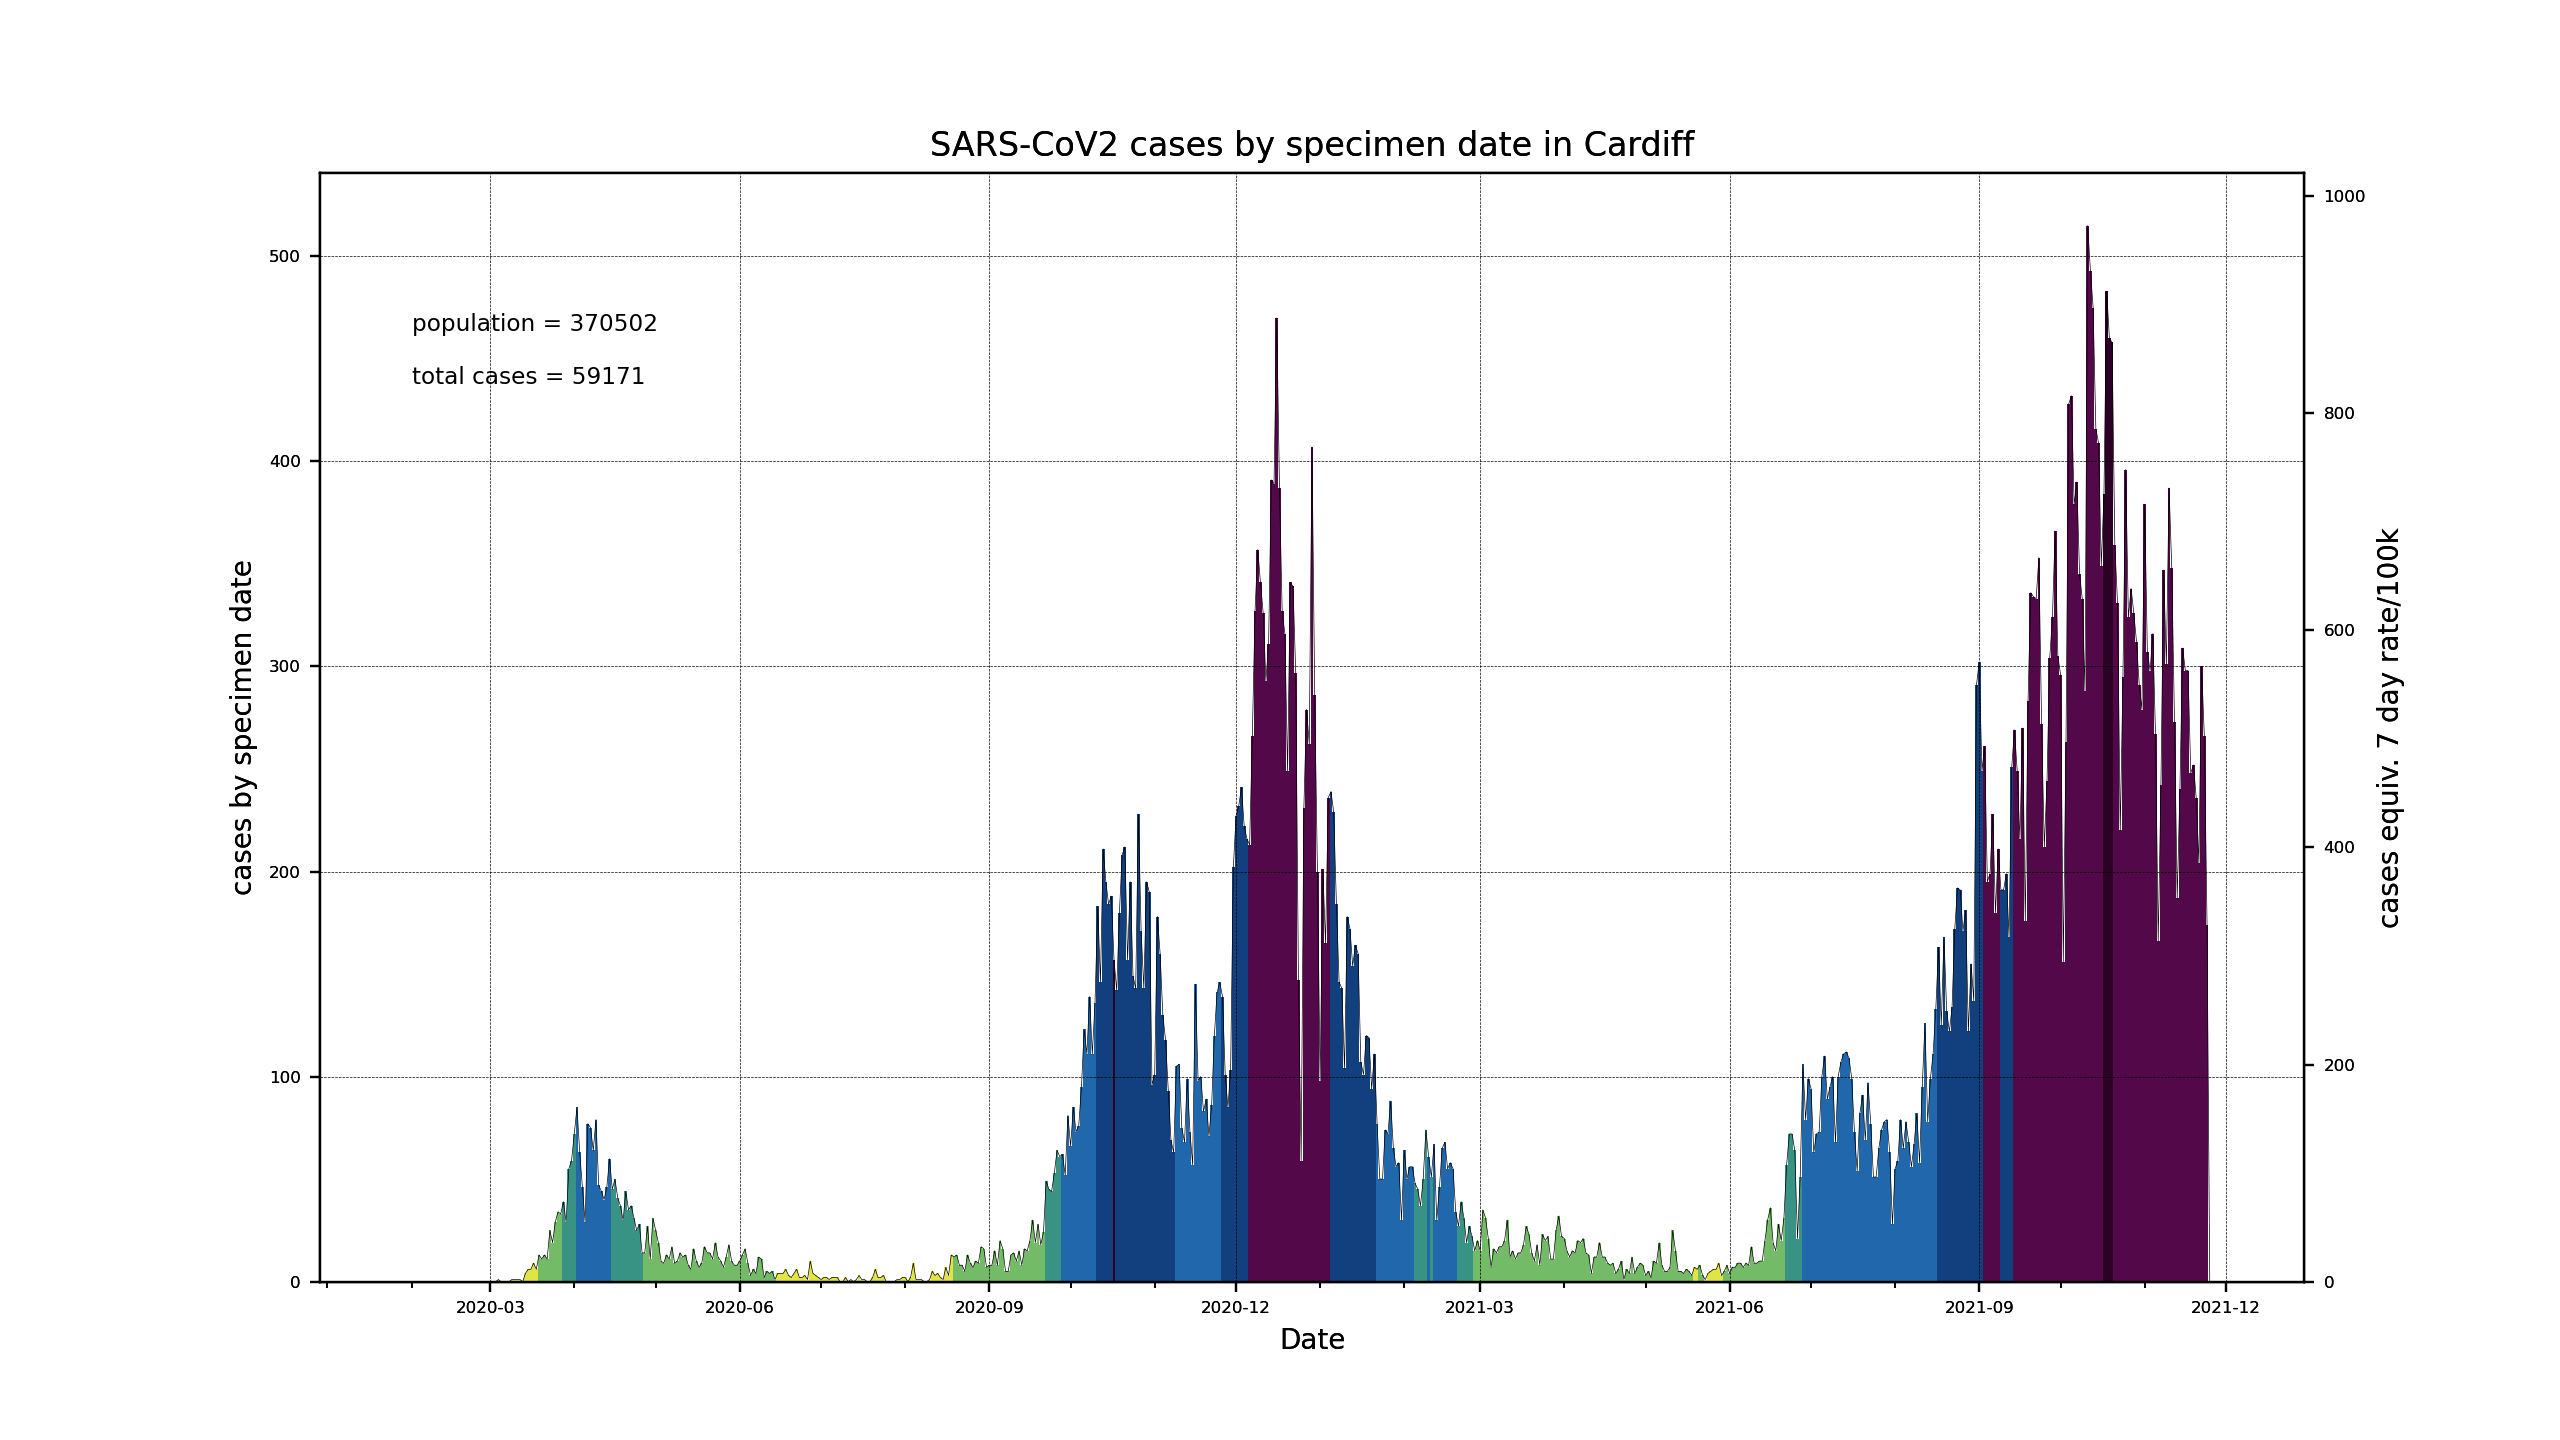 SARS-CoV2 cases by specimen date in Cardiff
population = 370502
total cases = 59171
cases by specimen date
500
400
300
200
100
0
1000
800
600
400
200
0
cases equiv. 7 day rate/100k
2020-03 2020-06 2020-09 2020-12 2021-03 2021-06 2021-09 2021-12
Date